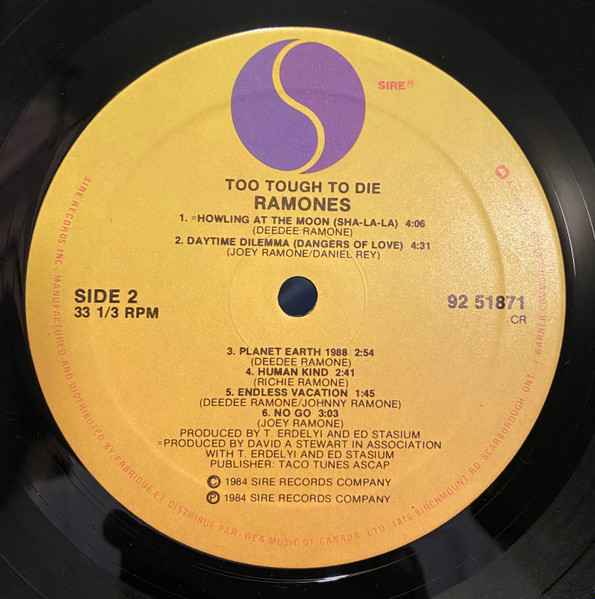 SIRE®
TOO TOUGH TO DIE
RAMONES
1. =HOWLING AT THE MOON (SHA-LA-LA) 4:06
(DEEDEE RAMONE)
2. DAYTIME DILEMMA (DANGERS OF LOVE) 4:31
(JOEY RAMONE/DANIEL REY)
SIDE 2
33 1/3 RPM
92 51871
CR
3. PLANET EARTH 1988 2:54
(DEEDEE RAMONE)
4. HUMAN KIND 2:41
(RICHIE RAMONE)
5. ENDLESS VACATION 1:45
(DEEDEE RAMONE/JOHNNY RAMONE)
6. NO GO 3:03
(JOEY RAMONE)
PRODUCED BY T. ERDELYI AND ED STASIUM
=PRODUCED BY DAVID A STEWART IN ASSOCIATION
WITH T. ERDELYI AND ED STASIUM
PUBLISHER: TACO TUNES ASCAP
© 1984 SIRE RECORDS COMPANY
℗ 1984 SIRE RECORDS COMPANY
SIRE RECORDS INC. MANUFACTURED AND DISTRIBUTED BY FABRIQUE ET DISTRIBUE PAR WEA MUSIC OF CANADA, LTD. 1810 BIRCHMOUNT RD. SCARBOROUGH ONT. / WARNER